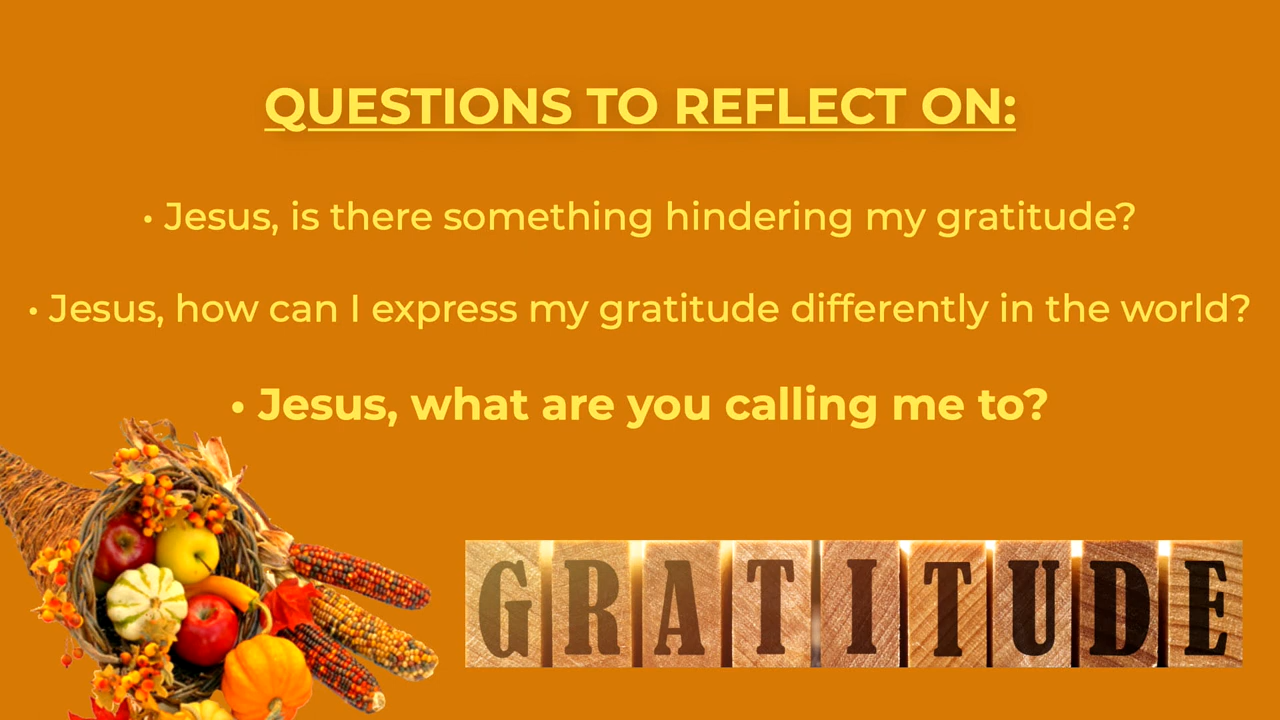 QUESTIONS TO REFLECT ON:
• Jesus, is there something hindering my gratitude?
• Jesus, how can I express my gratitude differently in the world?
• Jesus, what are you calling me to?
GRATITUDE